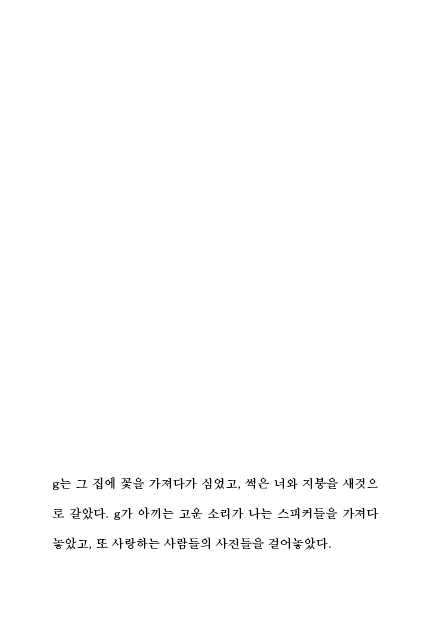 g는 그 집에 꽃을 가져다가 심었고, 썩은 너와 지붕을 새것으
로 갈았다. g가 아끼는 고운 소리가 나는 스피커들을 가져다
놓았고, 또 사랑하는 사람들의 사진들을 걸어놓았다.